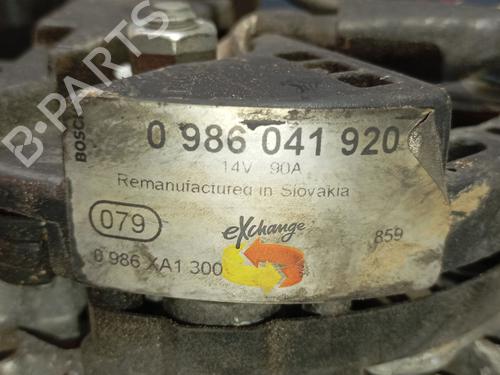 BOSCH
0 986 041 920
14V 90A
Remanufactured in Slovakia
079
eXchange
859
0 986 XA1 300
B-PARTS